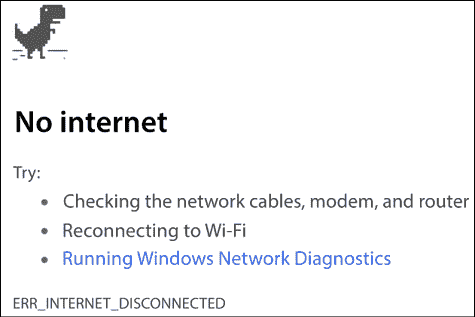 No internet
Try:
• Checking the network cables, modem, and router
• Reconnecting to Wi-Fi
• Running Windows Network Diagnostics
ERR_INTERNET_DISCONNECTED